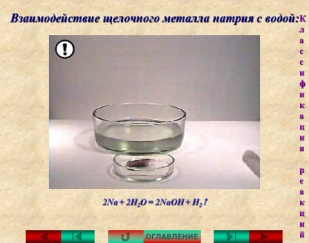 Взаимодействие щелочного металла натрия с водой:
Классификация реакций
2Na + 2H₂O = 2NaOH + H₂↑
ОГЛАВЛЕНИЕ